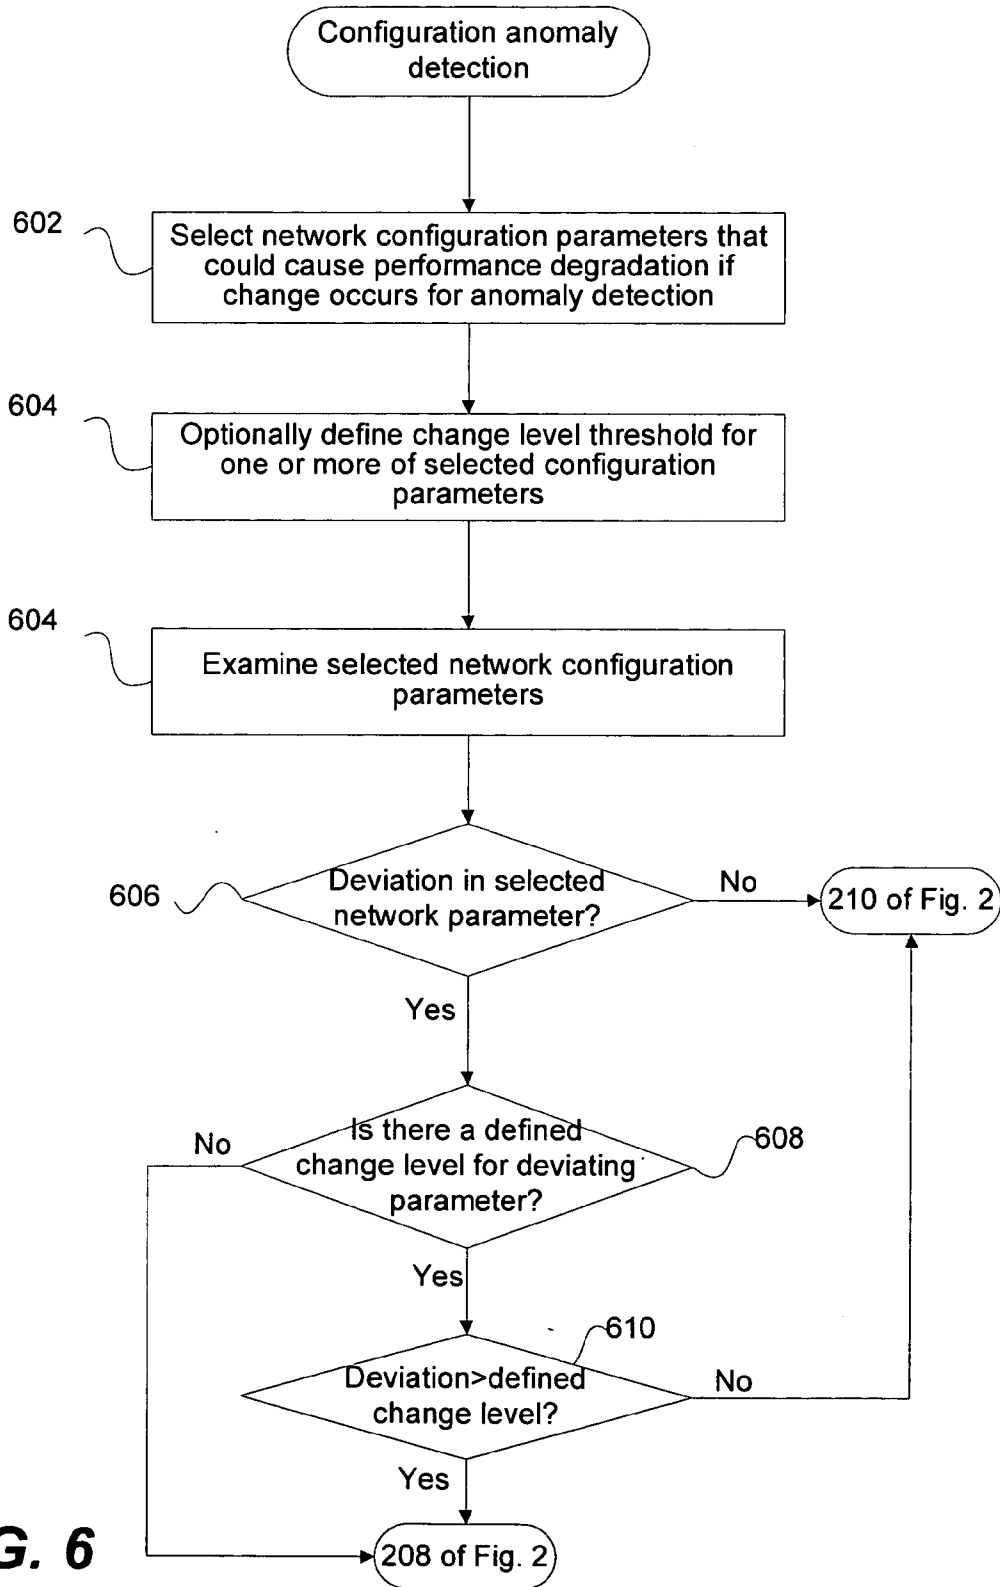 Configuration anomaly
detection
602
Select network configuration parameters that
could cause performance degradation if
change occurs for anomaly detection
604
Optionally define change level threshold for
one or more of selected configuration
parameters
604
Examine selected network configuration
parameters
606
Deviation in selected
network parameter?
No
210 of Fig. 2
Yes
No
Is there a defined
change level for deviating
parameter?
608
Yes
610
Deviation>defined
change level?
No
Yes
208 of Fig. 2
G. 6